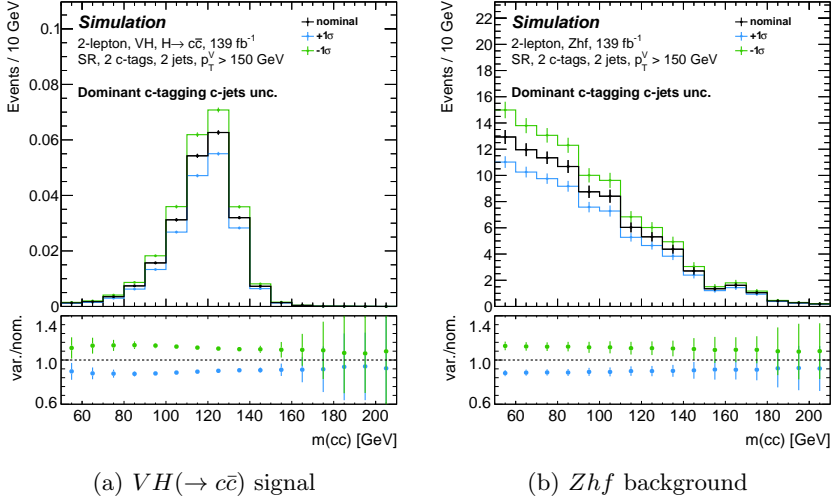 Simulation
2-lepton, VH, H→ cc̄, 139 fb⁻¹
SR, 2 c-tags, 2 jets, p_T^V > 150 GeV
Dominant c-tagging c-jets unc.
nominal
+1σ
-1σ
Events / 10 GeV
0.1
0.08
0.06
0.04
0.02
0
var./nom.
1.4
1.0
0.6
60 80 100 120 140 160 180 200
m(cc) [GeV]
(a) VH(→ cc̄) signal
Simulation
2-lepton, Zhf, 139 fb⁻¹
SR, 2 c-tags, 2 jets, p_T^V > 150 GeV
Dominant c-tagging c-jets unc.
nominal
+1σ
-1σ
Events / 10 GeV
22
20
18
16
14
12
10
8
6
4
2
0
var./nom.
1.4
1.0
0.6
60 80 100 120 140 160 180 200
m(cc) [GeV]
(b) Zhf background